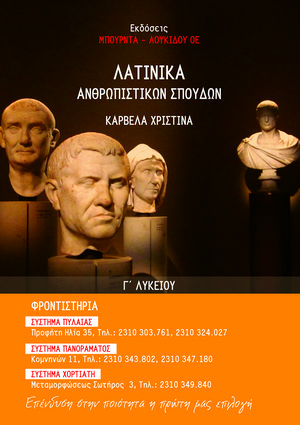 Εκδόσεις
ΜΠΟΥΡΝΤΑ - ΛΟΥΚΙΔΟΥ ΟΕ
ΛΑΤΙΝΙΚΑ
ΑΝΘΡΩΠΙΣΤΙΚΩΝ ΣΠΟΥΔΩΝ
ΚΑΡΒΕΛΑ ΧΡΙΣΤΙΝΑ
Γ΄ ΛΥΚΕΙΟΥ
ΦΡΟΝΤΙΣΤΗΡΙΑ
ΣΥΣΤΗΜΑ ΠΥΛΑΙΑΣ
Προφήτη Ηλία 35, Τηλ.: 2310 303.761, 2310 324.027
ΣΥΣΤΗΜΑ ΠΑΝΟΡΑΜΑΤΟΣ
Κομνηνών 11, Τηλ.: 2310 343.802, 2310 347.180
ΣΥΣΤΗΜΑ ΧΟΡΤΙΑΤΗ
Μεταμορφώσεως Σωτήρος 3, Τηλ.: 2310 349.840
Επένδυση στην ποιότητα η πρώτη μας επιλογή